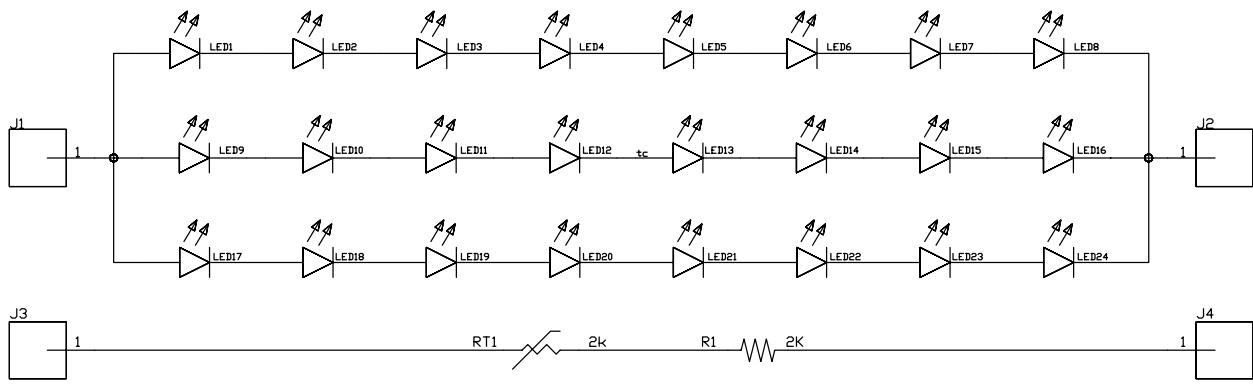 LED1 LED2 LED3 LED4 LED5 LED6 LED7 LED8
J1 J2
1 LED9 LED10 LED11 LED12 tc LED13 LED14 LED15 LED16 1
LED17 LED18 LED19 LED20 LED21 LED22 LED23 LED24
J3 J4
1 RT1 2k R1 2K 1